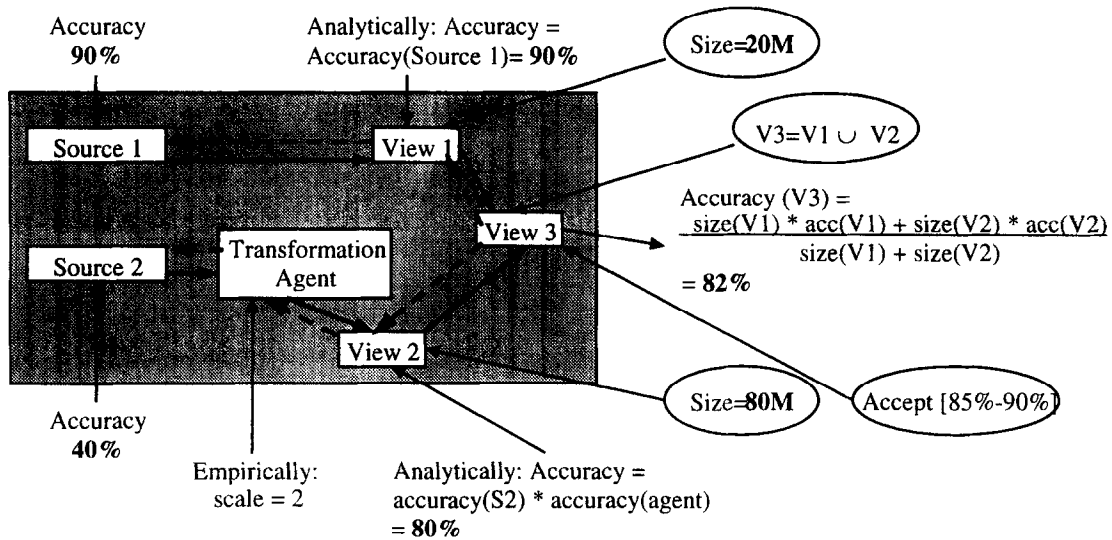 Accuracy
90%
Analytically: Accuracy =
Accuracy(Source 1)= 90%
Size=20M
Source 1
View 1
V3=V1 ∪ V2
Accuracy (V3) =
size(V1) * acc(V1) + size(V2) * acc(V2)
size(V1) + size(V2)
= 82%
View 3
Source 2
Transformation
Agent
View 2
Size=80M
Accept [85%-90%]
Accuracy
40%
Empirically:
scale = 2
Analytically: Accuracy =
accuracy(S2) * accuracy(agent)
= 80%